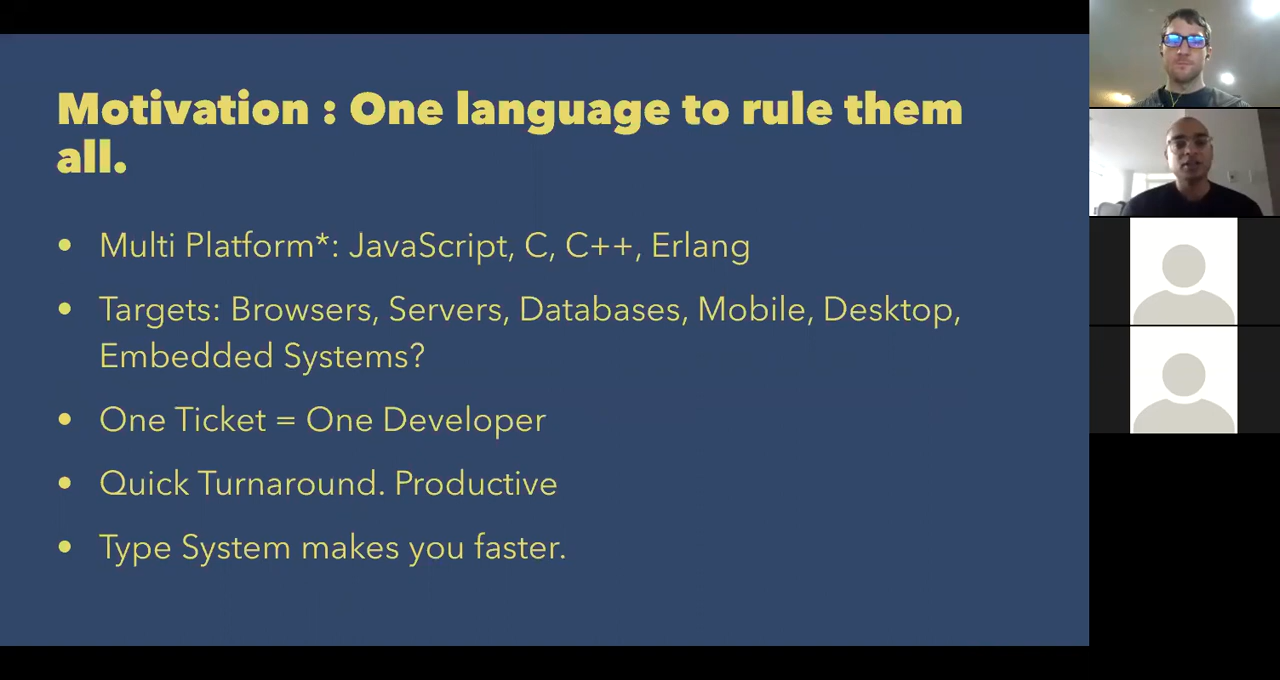 Motivation : One language to rule them
all.
• Multi Platform*: JavaScript, C, C++, Erlang
• Targets: Browsers, Servers, Databases, Mobile, Desktop,
Embedded Systems?
• One Ticket = One Developer
• Quick Turnaround. Productive
• Type System makes you faster.